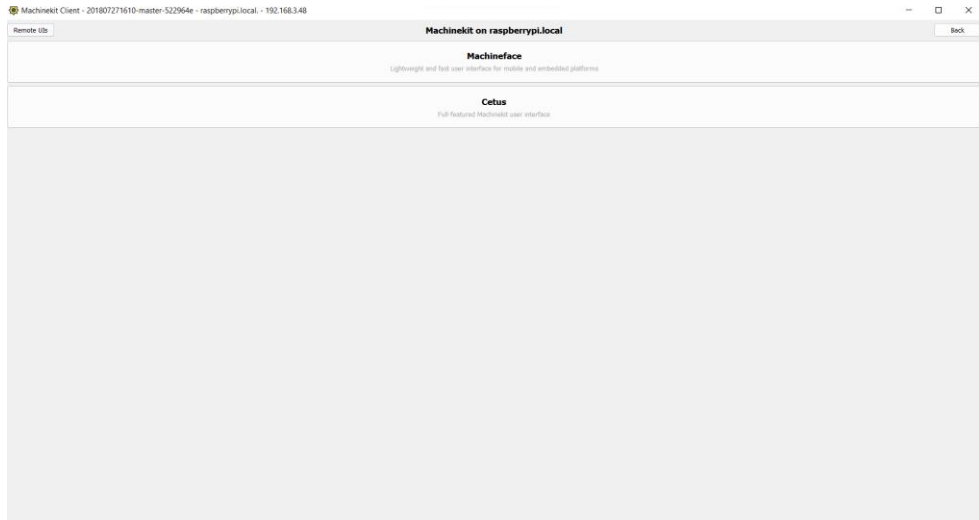 Machinekit Client - 201807271610-master-522964e - raspberrypi.local. - 192.168.3.48
Remote UIs
Machinekit on raspberrypi.local
Back
Machineface
Lightweight and fast user interface for mobile and embedded platforms
Cetus
Full-featured Machinekit user interface